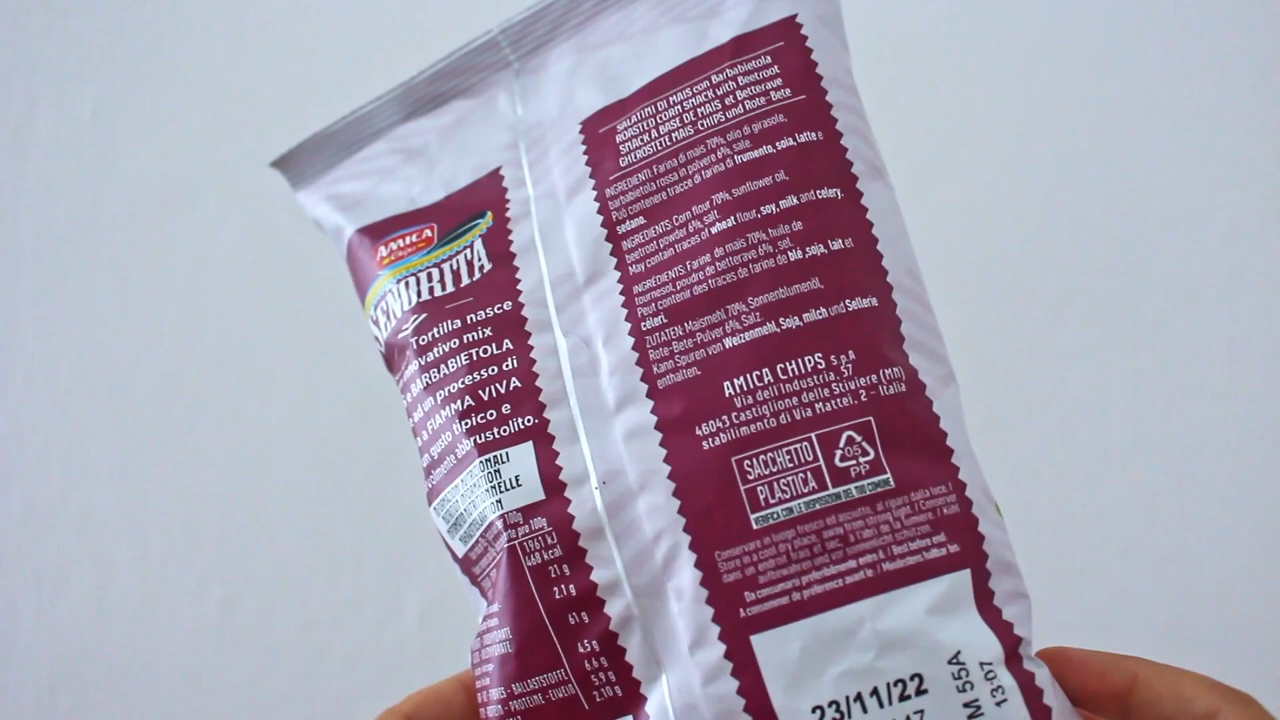 AMICA
Chips
SEÑORITA
Tortilla nasce
ovativo mix
e BARBABIETOLA
ad un processo di
a FIAMMA VIVA
un gusto tipico e
volmente abbrustolito.
100g
rte pro 100g
1961 kJ
468 kcal
21 g
2.1 g
61 g
4.5 g
6.6 g
5.9 g
2.10 g
BALLASTSTOFFE
PROTEINE - EIWEIß
SALATINI DI MAIS con Barbabietola
ROASTED CORN SNACK with Beetroot
SNACK À BASE DE MAIS et Betterave
GHEROSTETE MAIS-CHIPS und Rote-Bete
INGREDIENTI: Farina di mais 70%, olio di girasole,
barbabietola rossa in polvere 6%, sale.
Può contenere tracce di farina di frumento, soia, latte e
sedano.
INGREDIENTS: Corn flour 70%, sunflower oil,
beetroot powder 6%, salt.
May contain traces of wheat flour, soy, milk and celery.
INGRÉDIENTS: Farine de maïs 70%, huile de
tournesol, poudre de betterave 6% , sel.
Peut contenir des traces de farine de blé ,soja, lait et
céleri.
ZUTATEN: Maismehl 70%, Sonnenblumenöl,
Rote-Bete-Pulver 6%, Salz.
Kann Spuren von Weizenmehl, Soja, milch und Sellerie
enthalten.
AMICA CHIPS S.p.A
Via dell'Industria, 57
46043 Castiglione delle Stiviere (MN)
stabilimento di Via Mattei, 2 - Italia
SACCHETTO
PLASTICA
05
PP
VERIFICA CON LE DISPOSIZIONI DEL TUO COMUNE
Conservare in luogo fresco ed asciutto, al riparo dalla luce. /
Store in a cool dry place, away from strong light. / Conserver
dans un endroit frais et sec, à l'abri de la lumière. / Kühl
aufbewahren und vor sonnenlicht schützen.
Da consumarsi preferibilmente entro il. / Best before end
A consommer de préférence avant le: / Mindestens haltbar bis:
23/11/22
M 55A
13:07